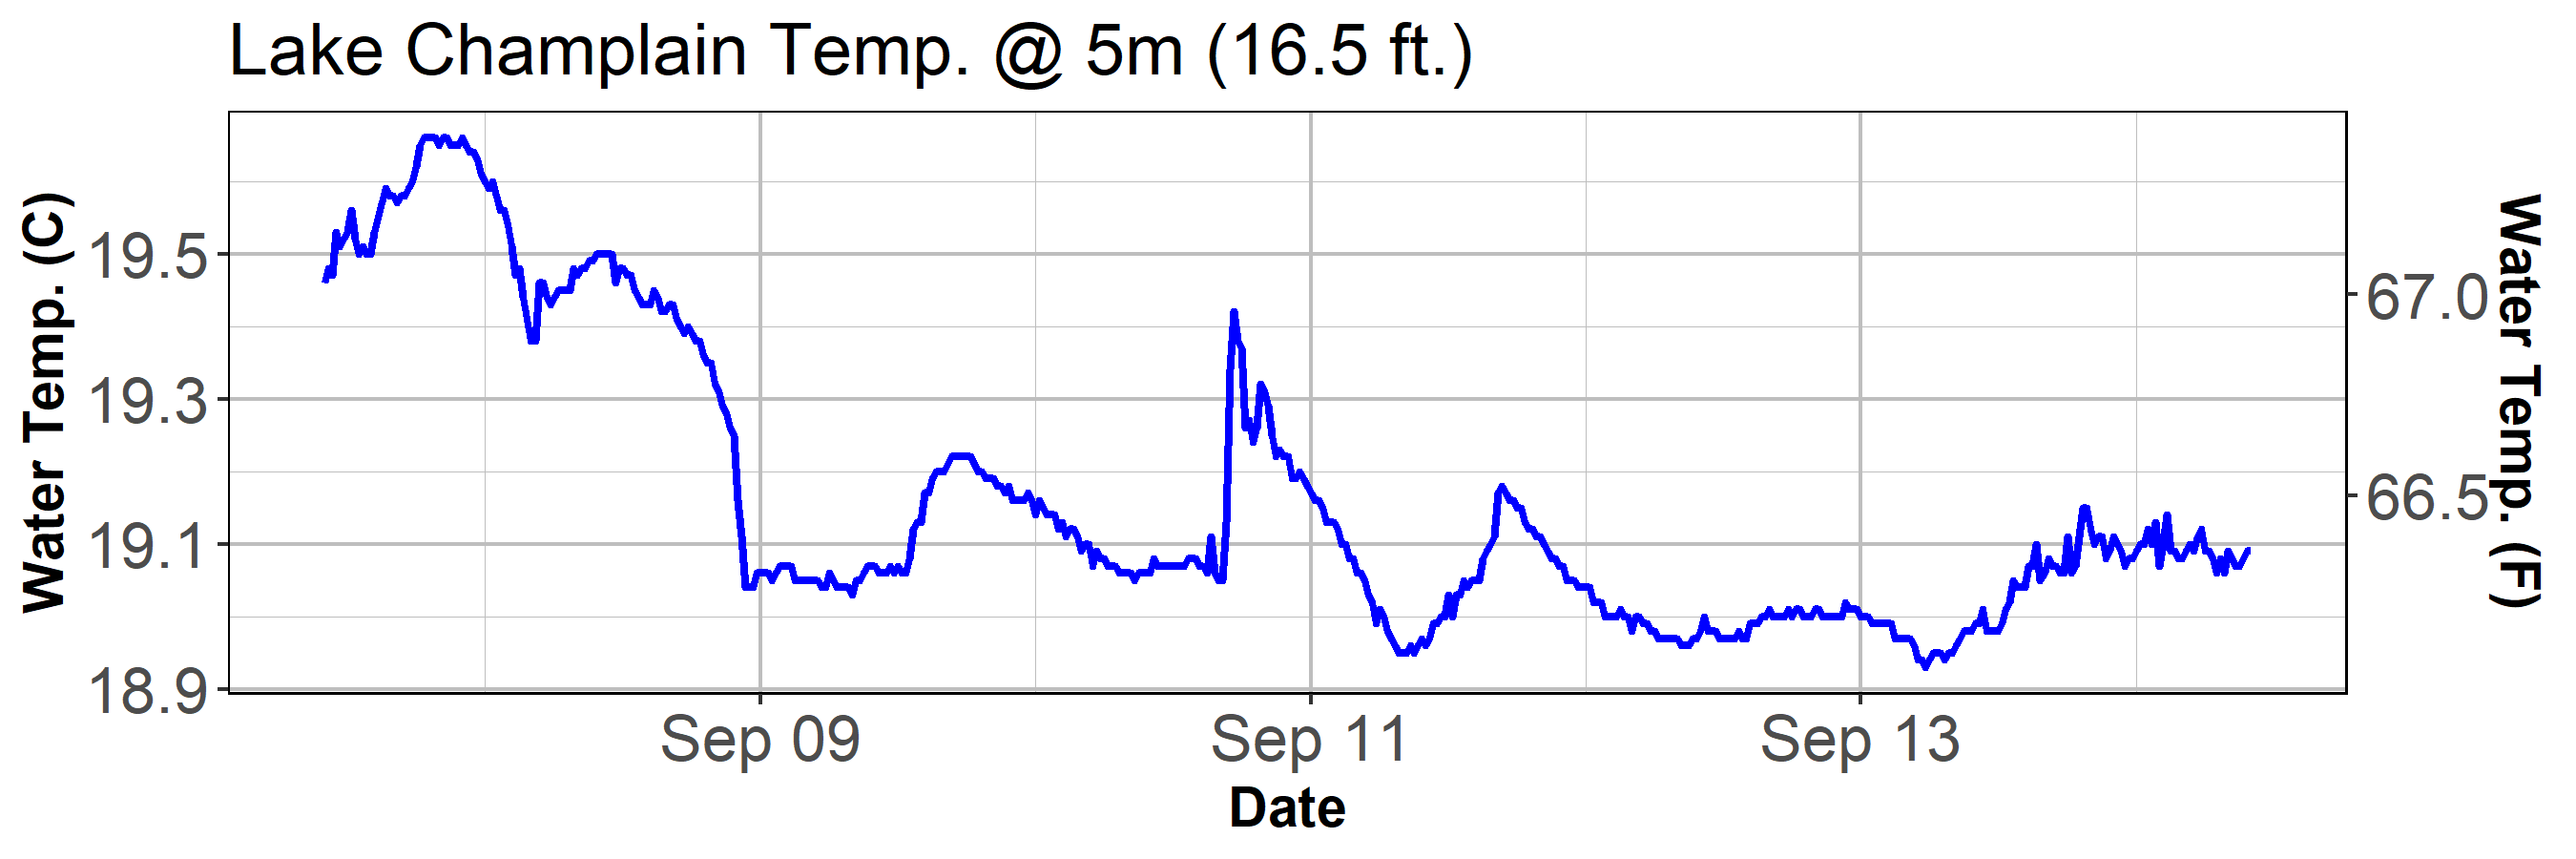 Lake Champlain Temp. @ 5m (16.5 ft.)
Water Temp. (C)
19.5
19.3
19.1
18.9
67.0
66.5
Water Temp. (F)
Sep 09
Sep 11
Sep 13
Date